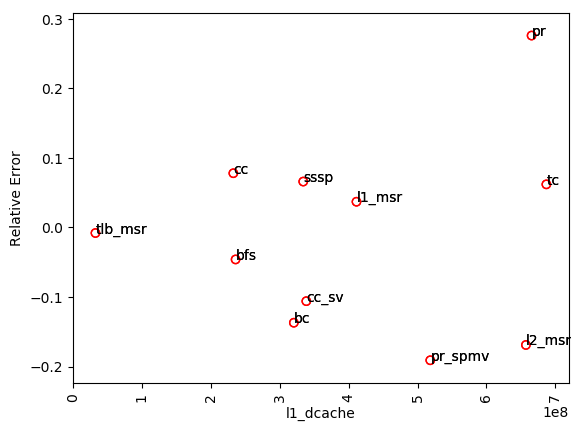 0.3
0.2
0.1
0.0
−0.1
−0.2
Relative Error
pr
cc
sssp
tc
l1_msr
tlb_msr
bfs
cc_sv
bc
l2_msr
pr_spmv
0 1 2 3 4 5 6 7
1e8
l1_dcache